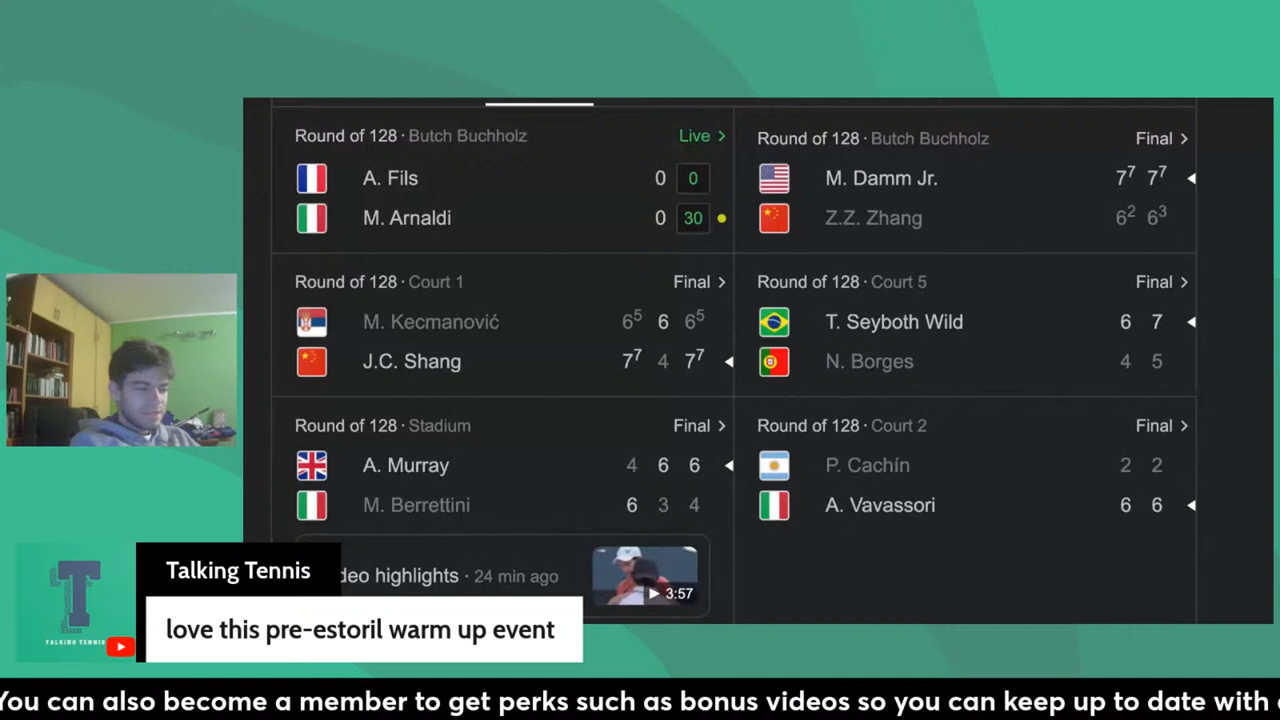 Round of 128 · Butch Buchholz Live >
A. Fils 0 0
M. Arnaldi 0 30
Round of 128 · Butch Buchholz Final >
M. Damm Jr. 7⁷ 7⁷
Z.Z. Zhang 6² 6³
Round of 128 · Court 1 Final >
M. Kecmanović 6⁵ 6 6⁵
J.C. Shang 7⁷ 4 7⁷
Round of 128 · Court 5 Final >
T. Seyboth Wild 6 7
N. Borges 4 5
Round of 128 · Stadium Final >
A. Murray 4 6 6
M. Berrettini 6 3 4
Round of 128 · Court 2 Final >
P. Cachín 2 2
A. Vavassori 6 6
deo highlights · 24 min ago
3:57
T
TALKING TENNIS
Talking Tennis
love this pre-estoril warm up event
You can also become a member to get perks such as bonus videos so you can keep up to date with